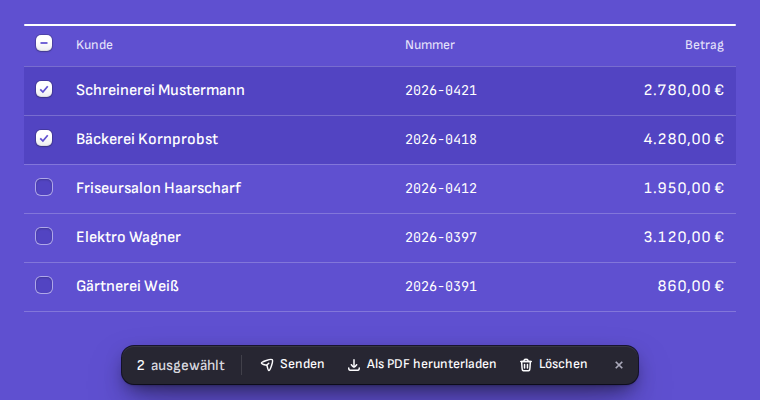 Kunde Nummer Betrag
Schreinerei Mustermann 2026-0421 2.780,00 €
Bäckerei Kornprobst 2026-0418 4.280,00 €
Friseursalon Haarscharf 2026-0412 1.950,00 €
Elektro Wagner 2026-0397 3.120,00 €
Gärtnerei Weiß 2026-0391 860,00 €
2 ausgewählt Senden Als PDF herunterladen Löschen